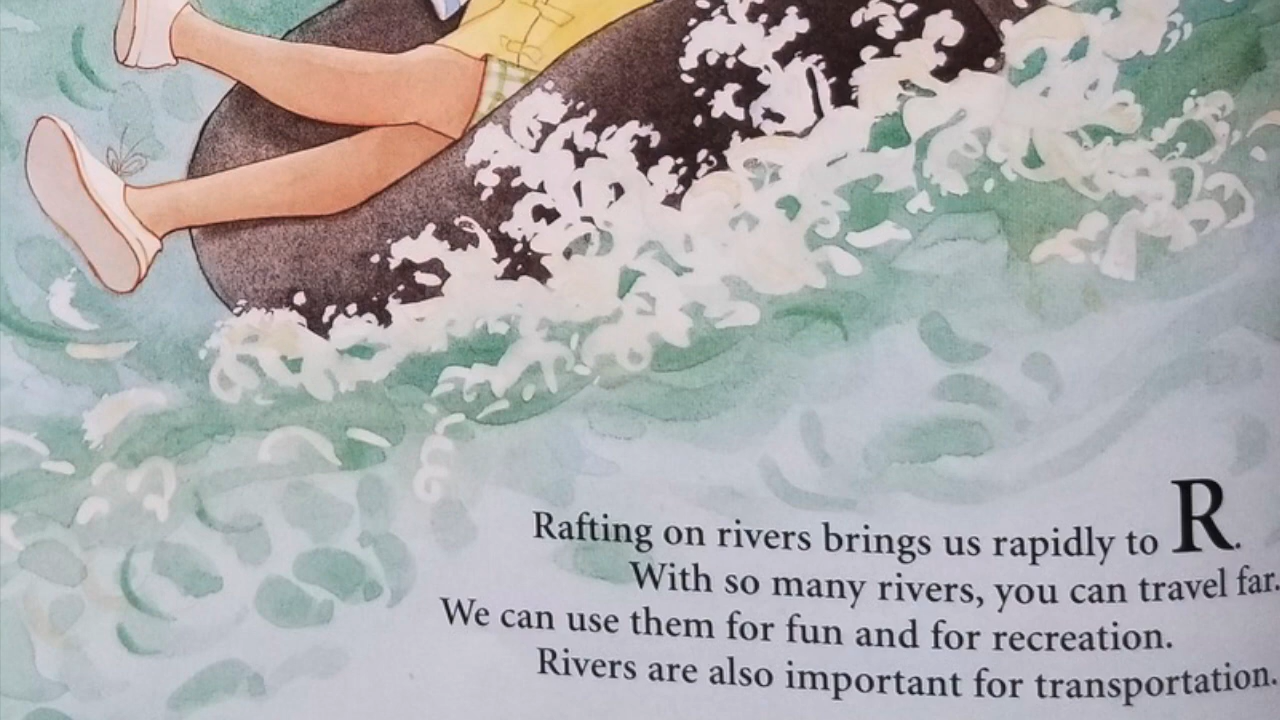 Rafting on rivers brings us rapidly to R.
With so many rivers, you can travel far.
We can use them for fun and for recreation.
Rivers are also important for transportation.